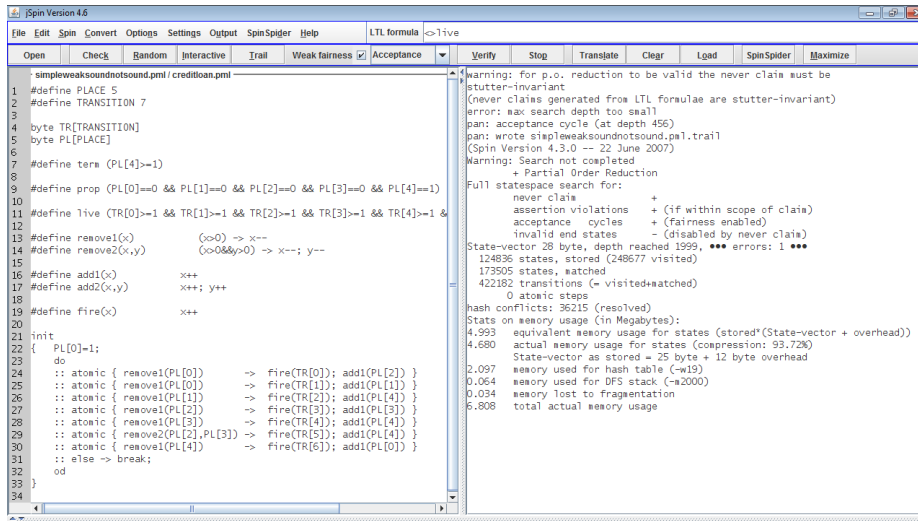 jSpin Version 4.6
File Edit Spin Convert Options Settings Output SpinSpider Help LTL formula <>live
Open Check Random Interactive Trail Weak fairness Acceptance Verify Stop Translate Clear Load SpinSpider Maximize
simpleweaksoundnotsound.pml / creditloan.pml
1 #define PLACE 5
2 #define TRANSITION 7
3
4 byte TR[TRANSITION]
5 byte PL[PLACE]
6
7 #define term (PL[4]>=1)
8
9 #define prop (PL[0]==0 && PL[1]==0 && PL[2]==0 && PL[3]==0 && PL[4]==1)
10
11 #define live (TR[0]>=1 && TR[1]>=1 && TR[2]>=1 && TR[3]>=1 && TR[4]>=1 &
12
13 #define remove1(x) (x>0) -> x--
14 #define remove2(x,y) (x>0&&y>0) -> x--; y--
15
16 #define add1(x) x++
17 #define add2(x,y) x++; y++
18
19 #define fire(x) x++
20
21 init
22 { PL[0]=1;
23 do
24 :: atomic { remove1(PL[0]) -> fire(TR[0]); add1(PL[2]) }
25 :: atomic { remove1(PL[0]) -> fire(TR[1]); add1(PL[1]) }
26 :: atomic { remove1(PL[1]) -> fire(TR[2]); add1(PL[4]) }
27 :: atomic { remove1(PL[2]) -> fire(TR[3]); add1(PL[3]) }
28 :: atomic { remove1(PL[3]) -> fire(TR[4]); add1(PL[4]) }
29 :: atomic { remove2(PL[2],PL[3]) -> fire(TR[5]); add1(PL[4]) }
30 :: atomic { remove1(PL[4]) -> fire(TR[6]); add1(PL[0]) }
31 :: else -> break;
32 od
33 }
34
warning: for p.o. reduction to be valid the never claim must be
stutter-invariant
(never claims generated from LTL formulae are stutter-invariant)
error: max search depth too small
pan: acceptance cycle (at depth 456)
pan: wrote simpleweaksoundnotsound.pml.trail
(Spin Version 4.3.0 -- 22 June 2007)
Warning: Search not completed
+ Partial Order Reduction
Full statespace search for:
never claim +
assertion violations + (if within scope of claim)
acceptance cycles + (fairness enabled)
invalid end states - (disabled by never claim)
State-vector 28 byte, depth reached 1999, ●●● errors: 1 ●●●
124836 states, stored (248677 visited)
173505 states, matched
422182 transitions (= visited+matched)
0 atomic steps
hash conflicts: 36215 (resolved)
Stats on memory usage (in Megabytes):
4.993 equivalent memory usage for states (stored*(State-vector + overhead))
4.680 actual memory usage for states (compression: 93.72%)
State-vector as stored = 25 byte + 12 byte overhead
2.097 memory used for hash table (-w19)
0.064 memory used for DFS stack (-m2000)
0.034 memory lost to fragmentation
6.808 total actual memory usage